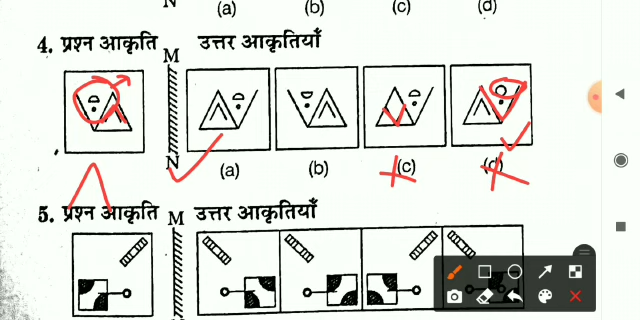 N (a) (b) (c) (d)
4. प्रश्न आकृति M उत्तर आकृतियाँ
N (a) (b) (c) (d)
5. प्रश्न आकृति M उत्तर आकृतियाँ